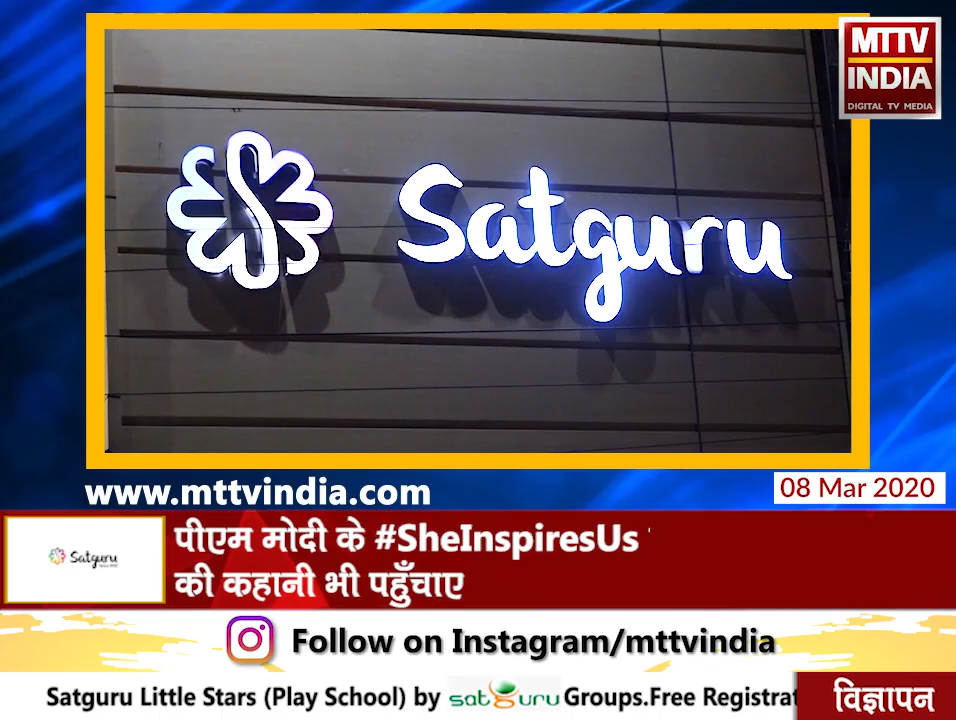 MTTV
INDIA
DIGITAL TV MEDIA
Satguru
www.mttvindia.com
08 Mar 2020
Satguru
पीएम मोदी के #SheInspiresUs
की कहानी भी पहुँचाए
Follow on Instagram/mttvindia
Satguru Little Stars (Play School) by satguru Groups.Free Registrat
विज्ञापन